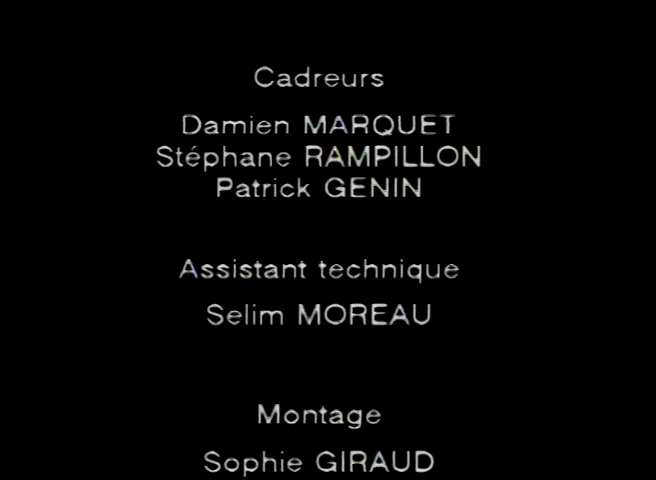 Cadreurs
Damien MARQUET
Stéphane RAMPILLON
Patrick GENIN
Assistant technique
Selim MOREAU
Montage
Sophie GIRAUD